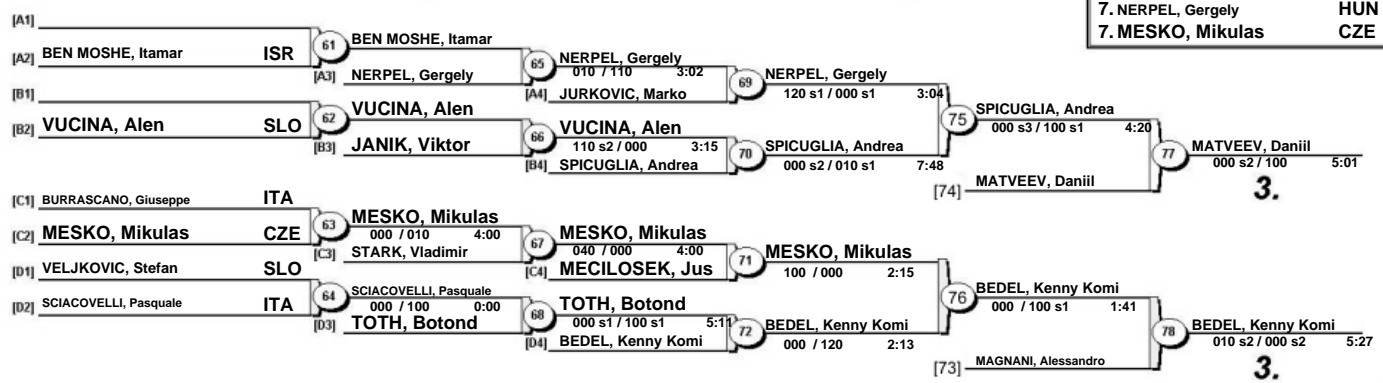 7. NERPEL, Gergely HUN
7. MESKO, Mikulas CZE
[A1]
[A2] BEN MOSHE, Itamar ISR
61
BEN MOSHE, Itamar
[A3] NERPEL, Gergely
65
NERPEL, Gergely
010 / 110 3:02
[A4] JURKOVIC, Marko
69
NERPEL, Gergely
120 s1 / 000 s1 3:04
[B1]
[B2] VUCINA, Alen SLO
62
VUCINA, Alen
[B3] JANIK, Viktor
66
VUCINA, Alen
110 s2 / 000 3:15
[B4] SPICUGLIA, Andrea
70
SPICUGLIA, Andrea
000 s2 / 010 s1 7:48
75
SPICUGLIA, Andrea
000 s3 / 100 s1 4:20
[74] MATVEEV, Daniil
77
MATVEEV, Daniil
000 s2 / 100 5:01
3.
[C1] BURRASCANO, Giuseppe ITA
[C2] MESKO, Mikulas CZE
63
MESKO, Mikulas
000 / 010 4:00
[C3] STARK, Vladimir
67
MESKO, Mikulas
040 / 000 4:00
[C4] MECILOSEK, Jus
71
MESKO, Mikulas
100 / 000 2:15
[D1] VELJKOVIC, Stefan SLO
[D2] SCIACOVELLI, Pasquale ITA
64
SCIACOVELLI, Pasquale
000 / 100 0:00
[D3] TOTH, Botond
68
TOTH, Botond
000 s1 / 100 s1 5:11
[D4] BEDEL, Kenny Komi
72
BEDEL, Kenny Komi
000 / 120 2:13
76
BEDEL, Kenny Komi
000 / 100 s1 1:41
[73] MAGNANI, Alessandro
78
BEDEL, Kenny Komi
010 s2 / 000 s2 5:27
3.